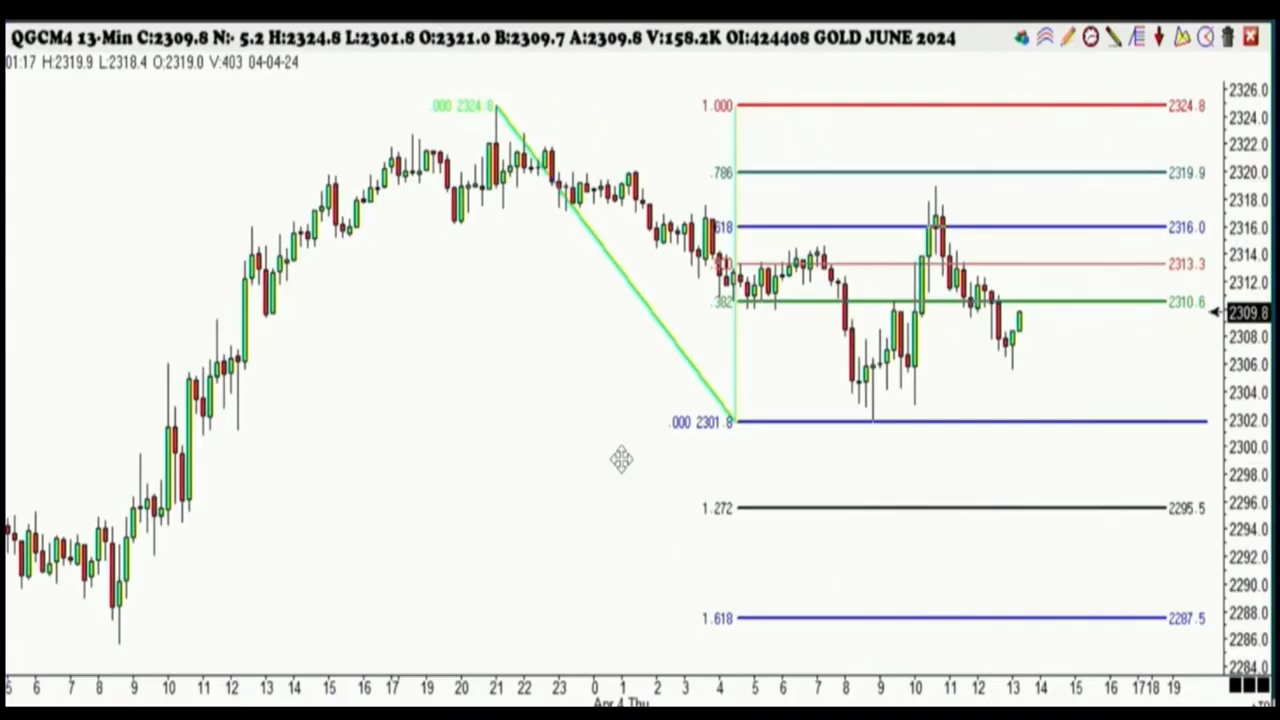 QGCM4 13-Min C:2309.8 N:- 5.2 H:2324.8 L:2301.8 O:2321.0 B:2309.7 A:2309.8 V:158.2K OI:424408 GOLD JUNE 2024
01:17 H:2319.9 L:2318.4 O:2319.0 V:403 04-04-24
2326.0
.000 2324.8 1.000 2324.8
2324.0
2322.0
.786 2319.9 2320.0
2318.0
.618 2316.0 2316.0
2314.0
2313.3
2312.0
.382 2310.6
2309.8
2308.0
2306.0
2304.0
.000 2301.8 2302.0
2300.0
2298.0
2296.0
1.272 2295.5
2294.0
2292.0
2290.0
2288.0
1.618 2287.5
2286.0
2284.0
5 6 7 8 9 10 11 12 13 14 15 16 17 19 20 21 22 23 0 1 2 3 4 5 6 7 8 9 10 11 12 13 14 15 16 1718 19
Apr 4 Thu